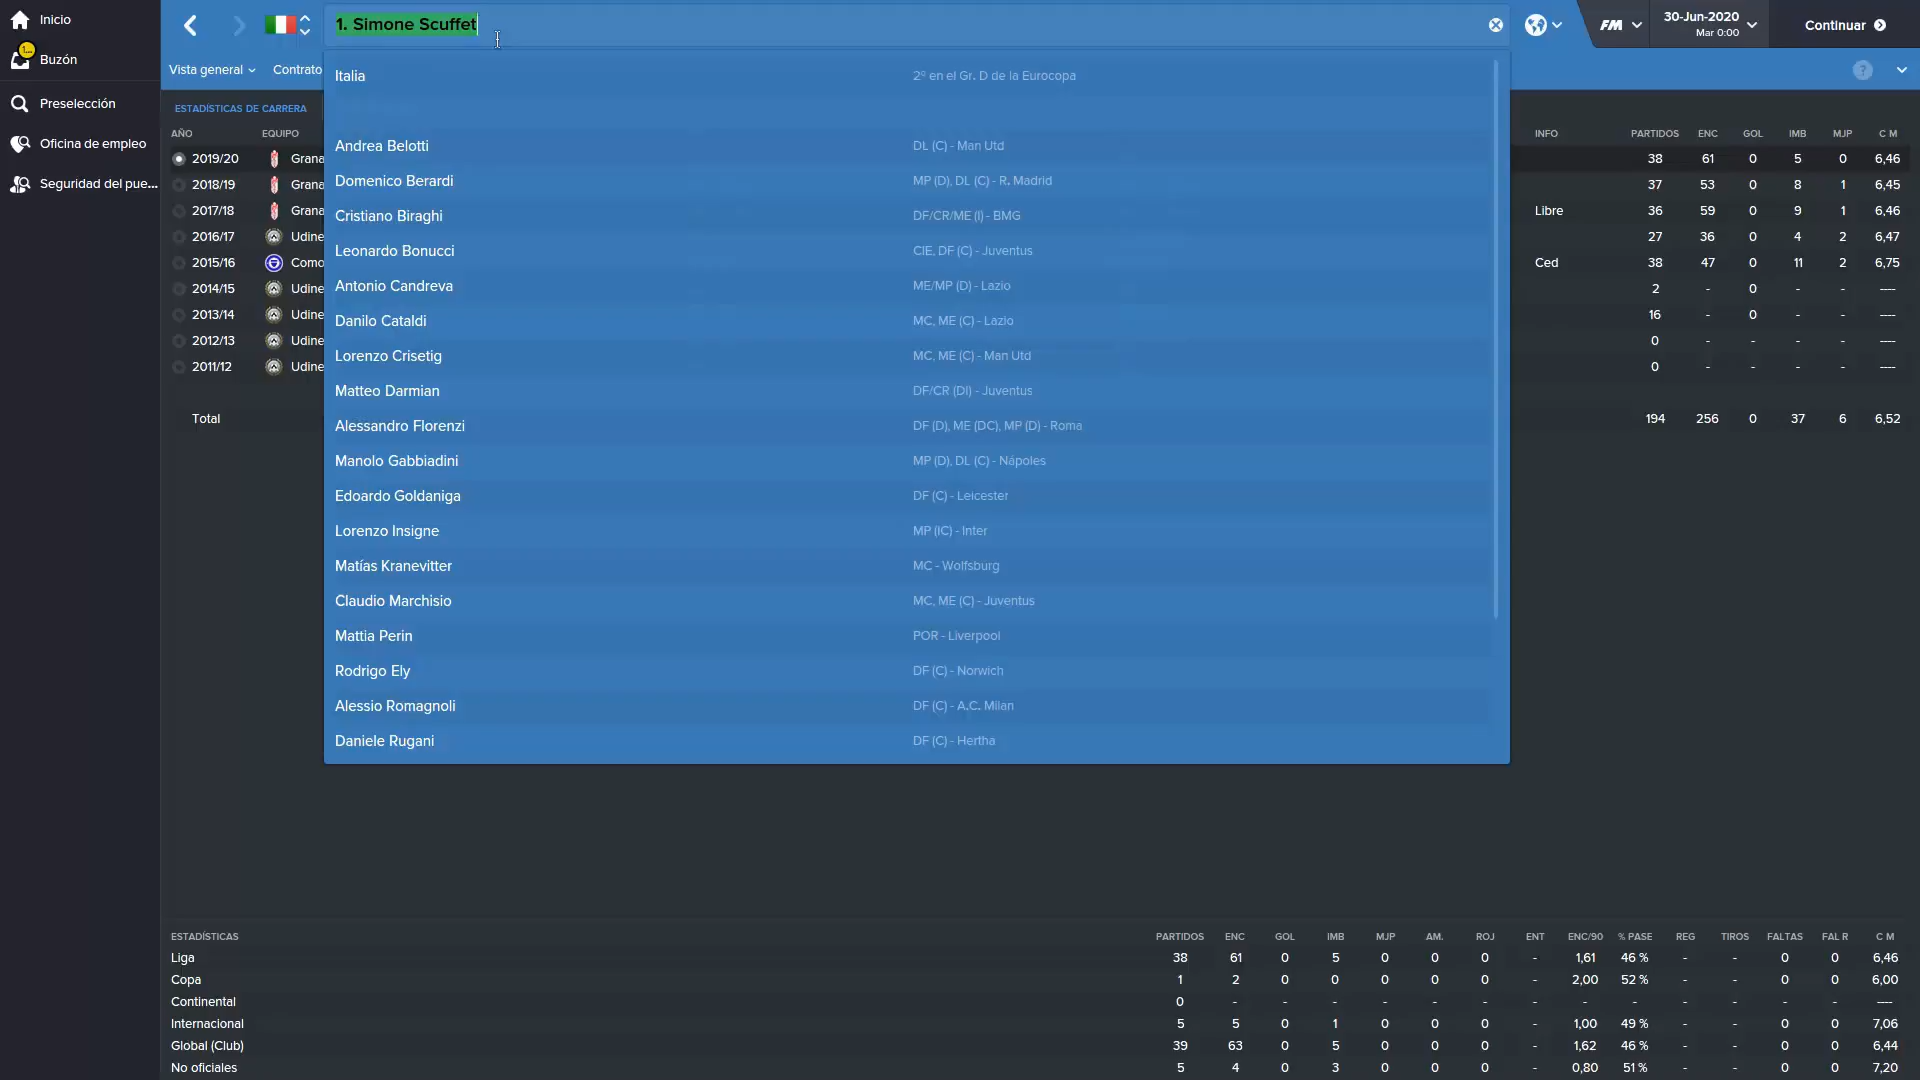 Inicio
Buzón
1...
Preselección
Oficina de empleo
Seguridad del pue...
1. Simone Scuffet
FM
30-Jun-2020
Mar 0:00
Continuar
Vista general
Contrato
?
ESTADÍSTICAS DE CARRERA
AÑO EQUIPO INFO PARTIDOS ENC GOL IMB MJP C M
2019/20 Grana 38 61 0 5 0 6,46
2018/19 Grana 37 53 0 8 1 6,45
2017/18 Grana Libre 36 59 0 9 1 6,46
2016/17 Udine 27 36 0 4 2 6,47
2015/16 Como Ced 38 47 0 11 2 6,75
2014/15 Udine 2 - 0 - - ----
2013/14 Udine 16 - 0 - - ----
2012/13 Udine 0 - - - - ----
2011/12 Udine 0 - - - - ----
Total 194 256 0 37 6 6,52
Italia 2º en el Gr. D de la Eurocopa
Andrea Belotti DL (C) - Man Utd
Domenico Berardi MP (D), DL (C) - R. Madrid
Cristiano Biraghi DF/CR/ME (I) - BMG
Leonardo Bonucci CIE, DF (C) - Juventus
Antonio Candreva ME/MP (D) - Lazio
Danilo Cataldi MC, ME (C) - Lazio
Lorenzo Crisetig MC, ME (C) - Man Utd
Matteo Darmian DF/CR (DI) - Juventus
Alessandro Florenzi DF (D), ME (DC), MP (D) - Roma
Manolo Gabbiadini MP (D), DL (C) - Nápoles
Edoardo Goldaniga DF (C) - Leicester
Lorenzo Insigne MP (IC) - Inter
Matías Kranevitter MC - Wolfsburg
Claudio Marchisio MC, ME (C) - Juventus
Mattia Perin POR - Liverpool
Rodrigo Ely DF (C) - Norwich
Alessio Romagnoli DF (C) - A.C. Milan
Daniele Rugani DF (C) - Hertha
ESTADÍSTICAS PARTIDOS ENC GOL IMB MJP AM. ROJ ENT ENC/90 % PASE REG TIROS FALTAS FAL R C M
Liga 38 61 0 5 0 0 0 - 1,61 46 % - - 0 0 6,46
Copa 1 2 0 0 0 0 0 - 2,00 52 % - - 0 0 6,00
Continental 0 - - - - - - - - - - - - - ----
Internacional 5 5 0 1 0 0 0 - 1,00 49 % - - 0 0 7,06
Global (Club) 39 63 0 5 0 0 0 - 1,62 46 % - - 0 0 6,44
No oficiales 5 4 0 3 0 0 0 - 0,80 51 % - - 0 0 7,20